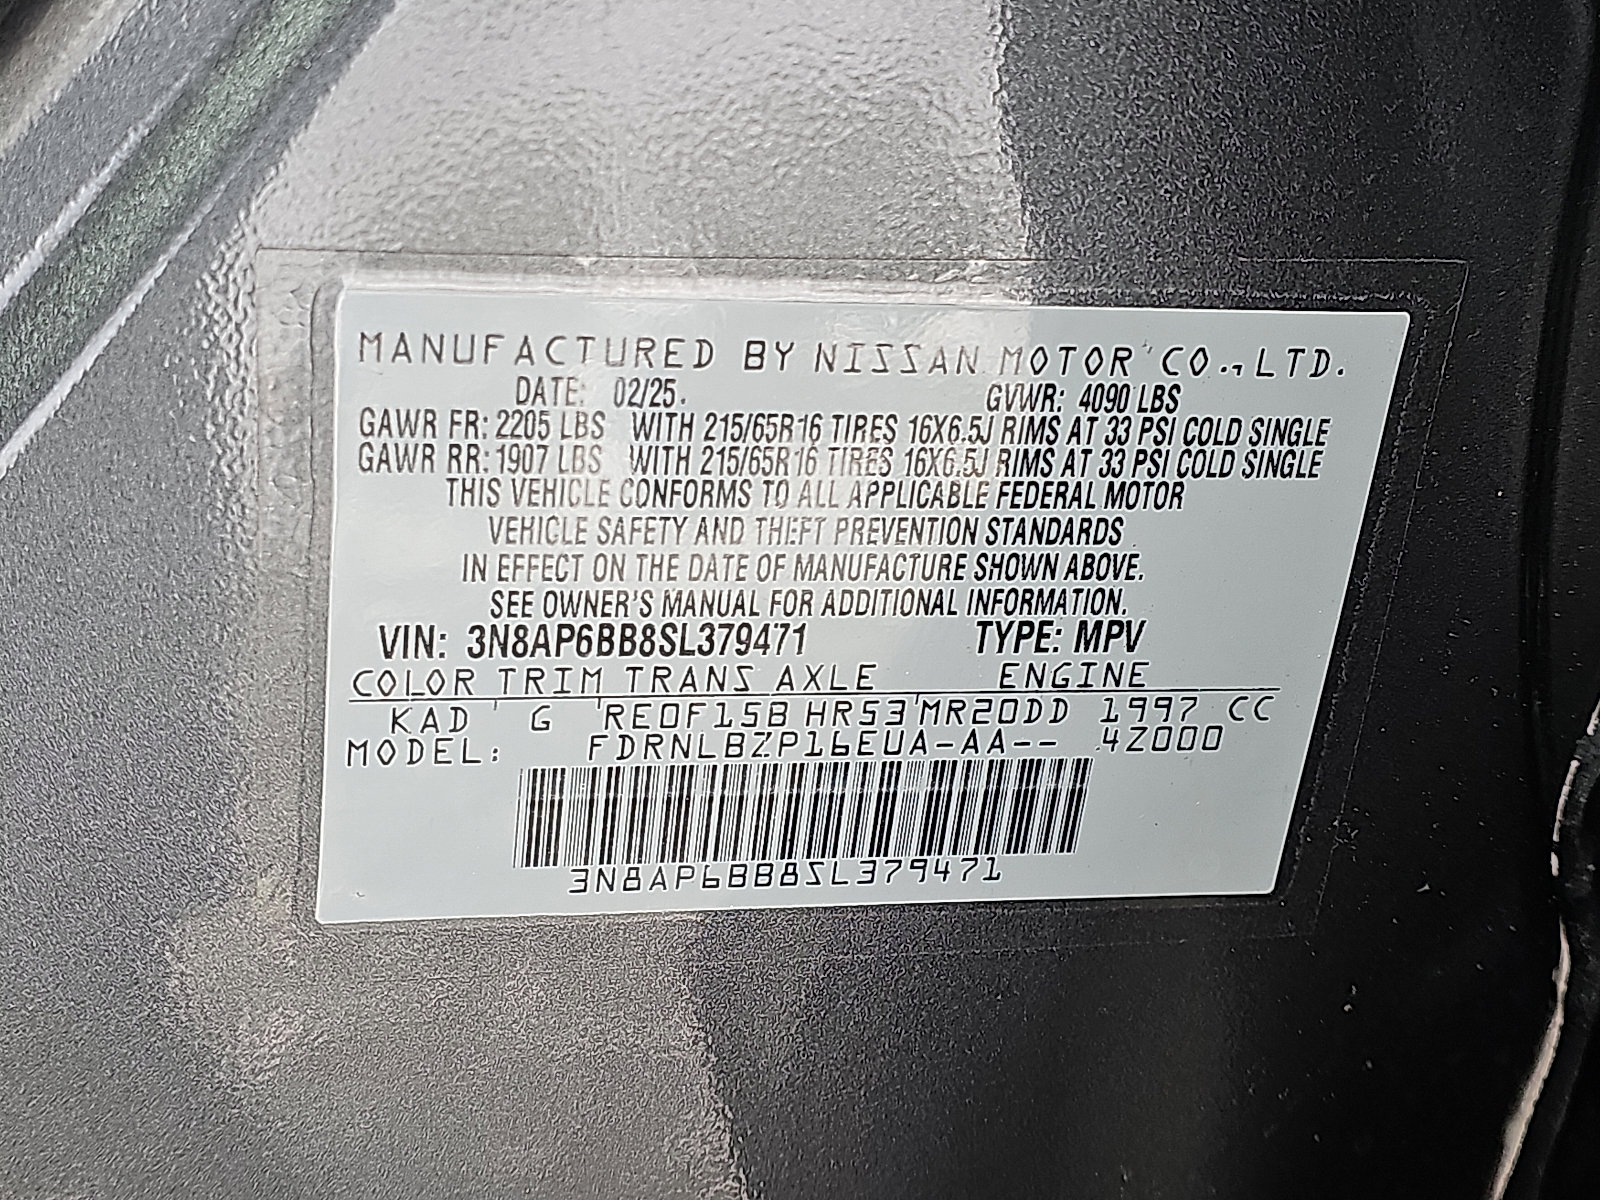 MANUFACTURED BY NISSAN MOTOR CO., LTD.
DATE: 02/25. GVWR: 4090 LBS
GAWR FR: 2205 LBS WITH 215/65R16 TIRES 16X6.5J RIMS AT 33 PSI COLD SINGLE
GAWR RR: 1907 LBS WITH 215/65R16 TIRES 16X6.5J RIMS AT 33 PSI COLD SINGLE
THIS VEHICLE CONFORMS TO ALL APPLICABLE FEDERAL MOTOR
VEHICLE SAFETY AND THEFT PREVENTION STANDARDS
IN EFFECT ON THE DATE OF MANUFACTURE SHOWN ABOVE.
SEE OWNER'S MANUAL FOR ADDITIONAL INFORMATION.
VIN: 3N8AP6BB8SL379471 TYPE: MPV
COLOR TRIM TRANS AXLE ENGINE
KAD G RE0F15B HR53 MR20DD 1997 CC
MODEL: FDRNLBZP16EUA-AA-- 42000
3N8AP6BB8SL379471